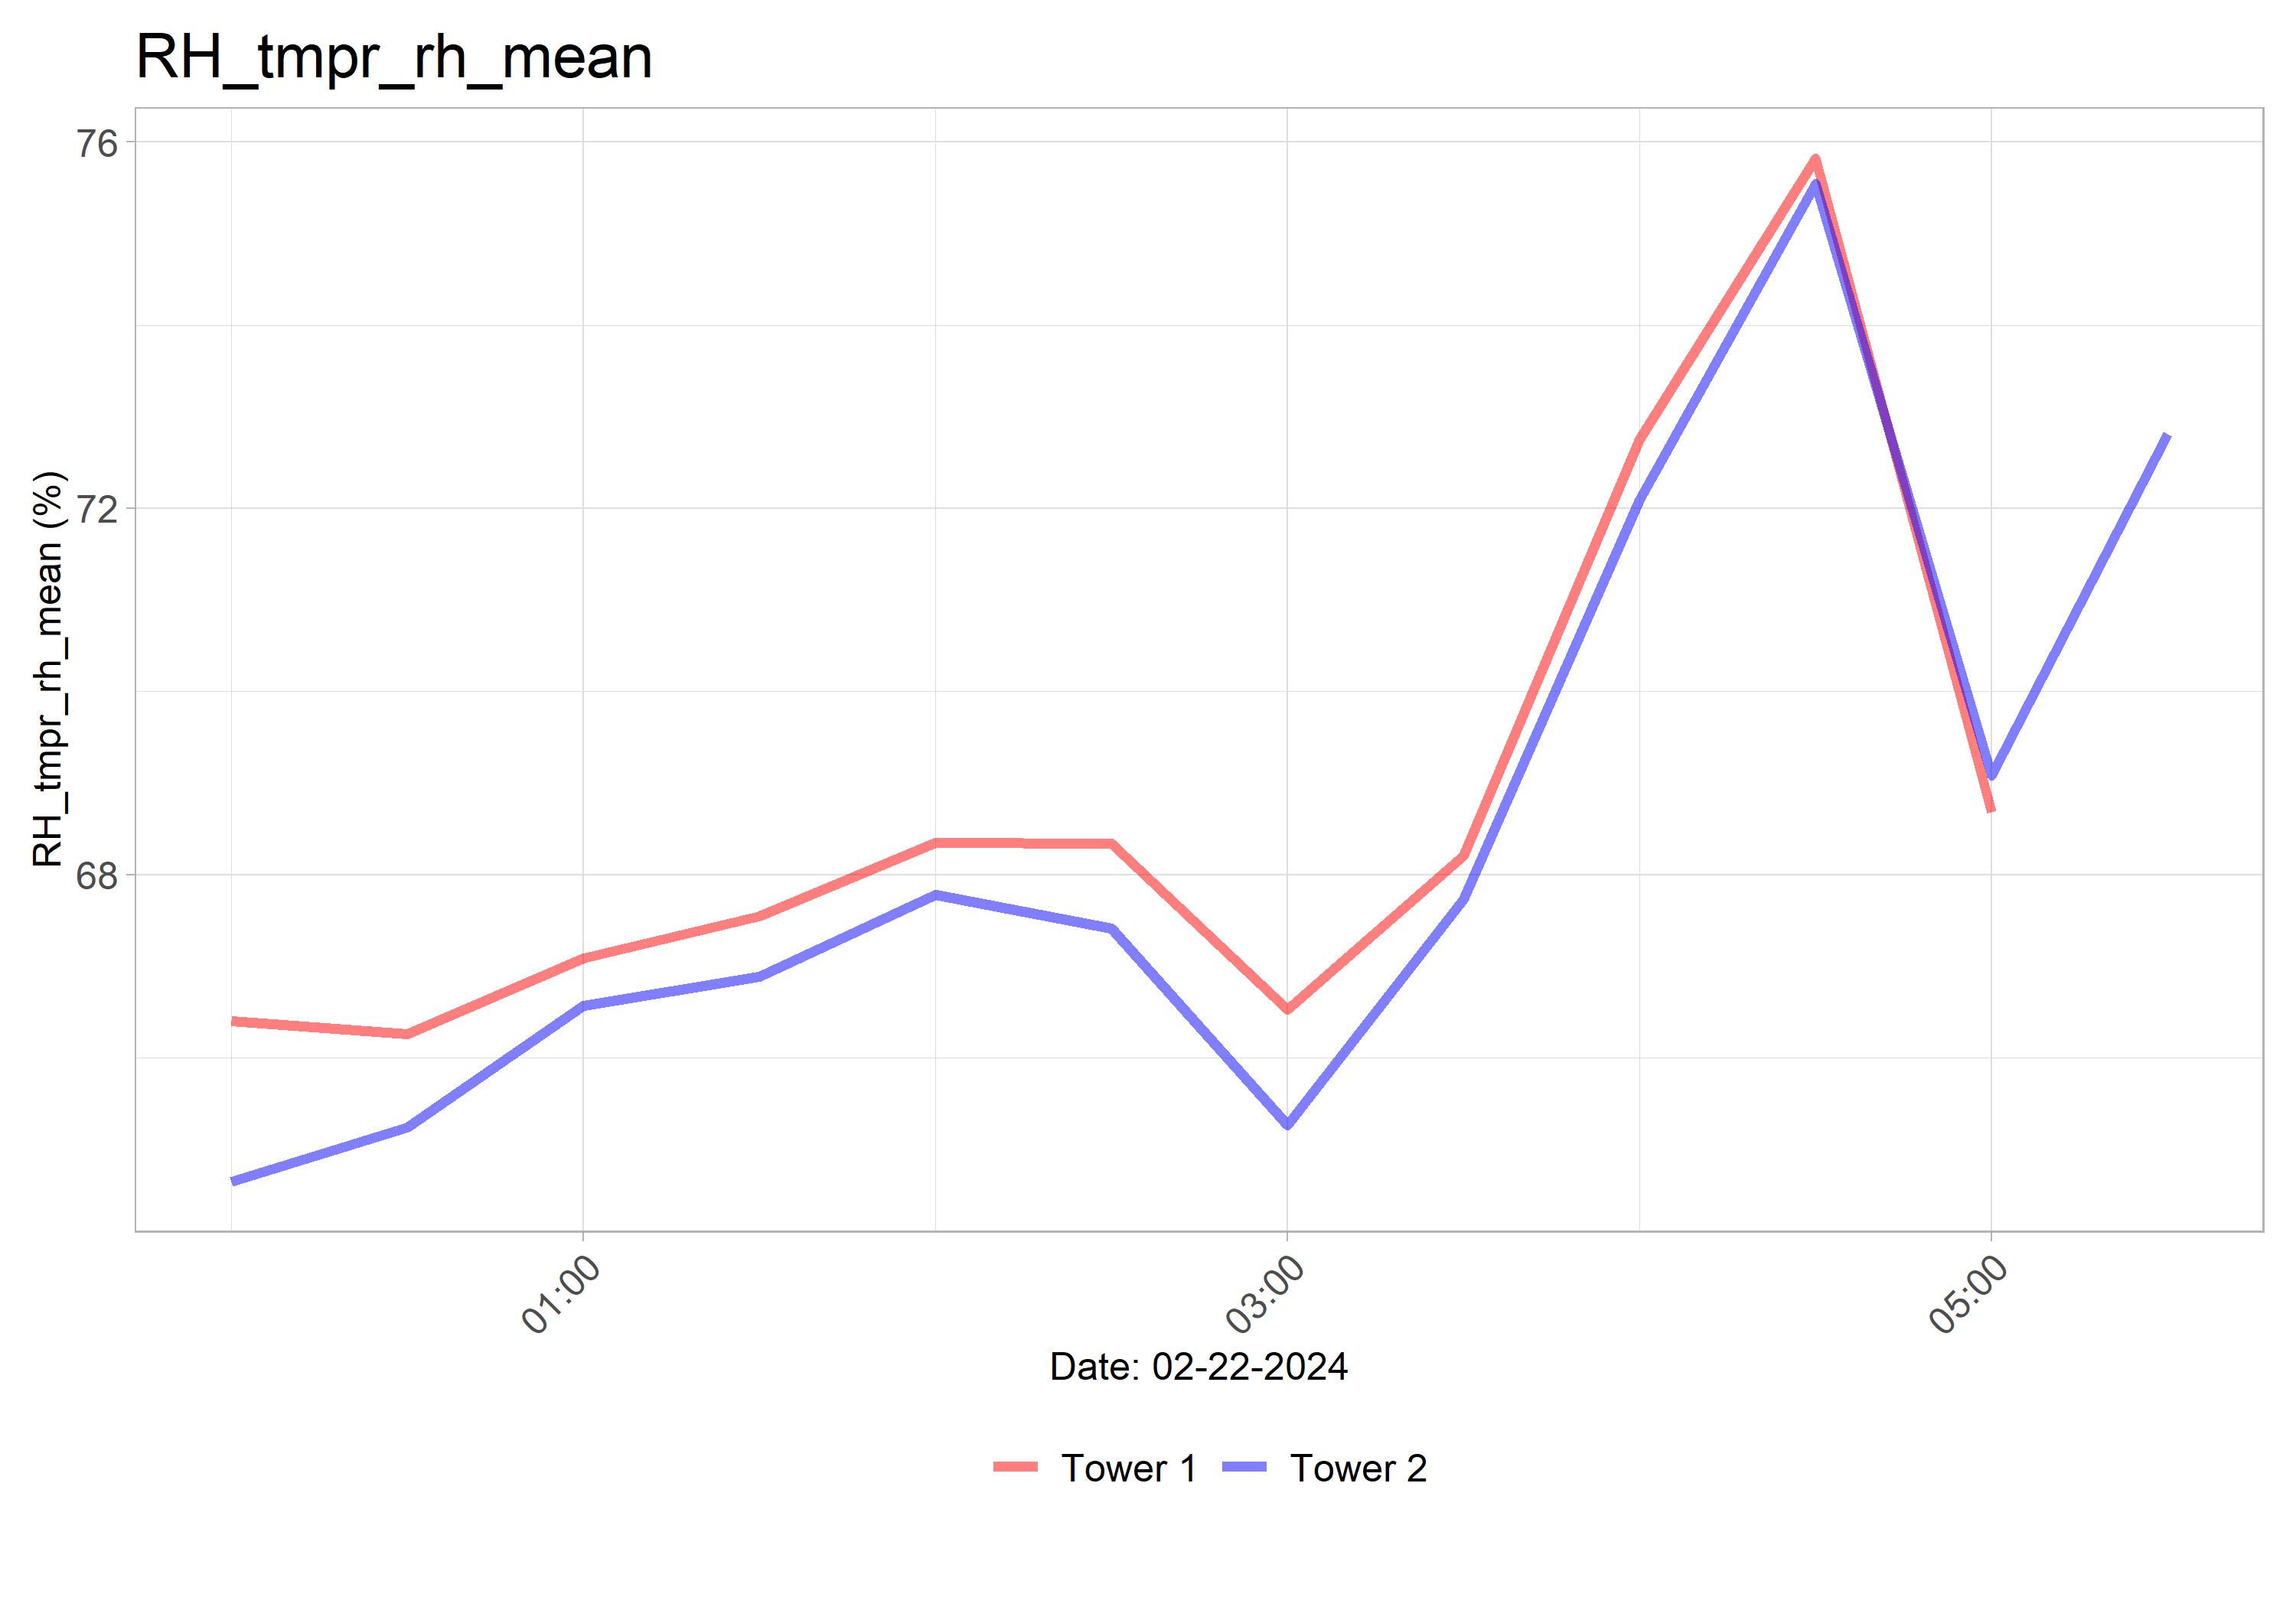 RH_tmpr_rh_mean
RH_tmpr_rh_mean (%)
76
72
68
01:00
03:00
05:00
Date: 02-22-2024
Tower 1
Tower 2